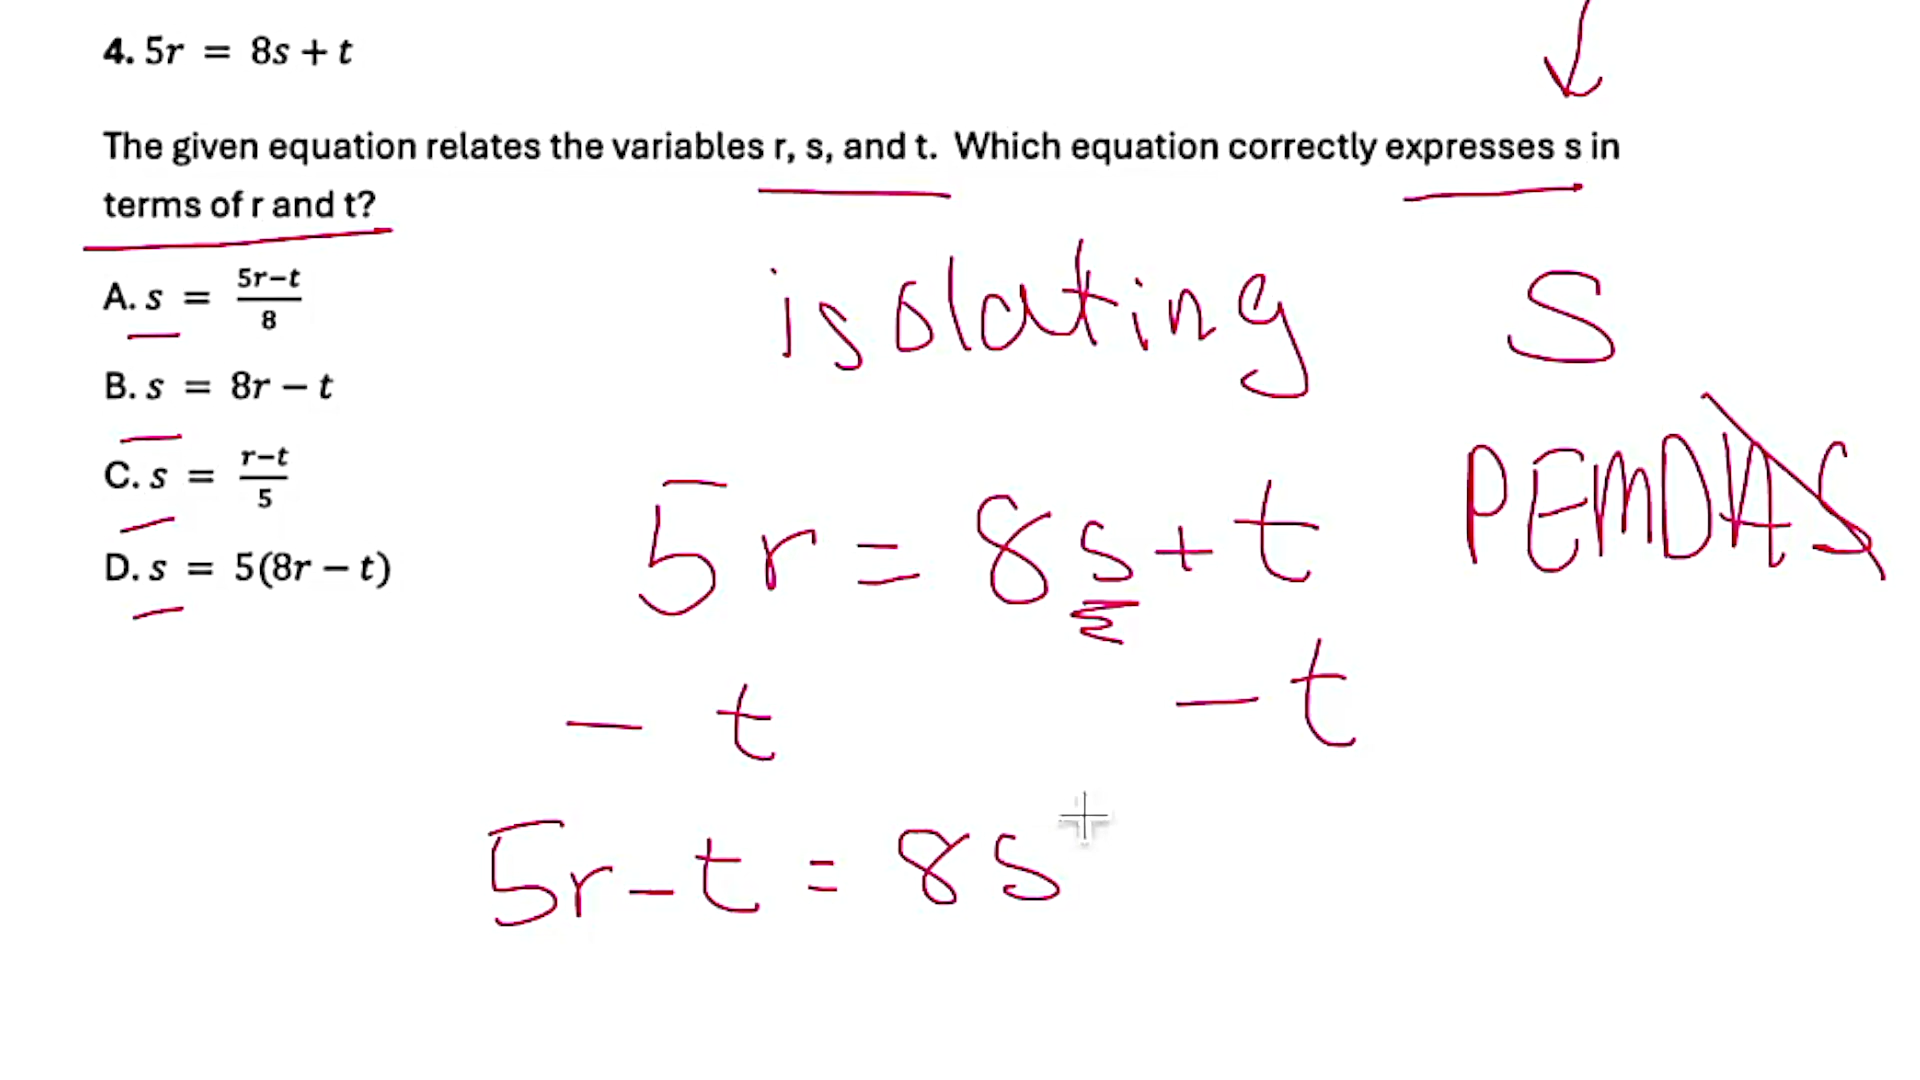 4. 5r = 8s + t
The given equation relates the variables r, s, and t. Which equation correctly expresses s in
terms of r and t?
A. s = 5r−t/8
B. s = 8r − t
C. s = r−t/5
D. s = 5(8r − t)
isolating S
PEMDAS
5r = 8s + t
− t − t
5r − t = 8s